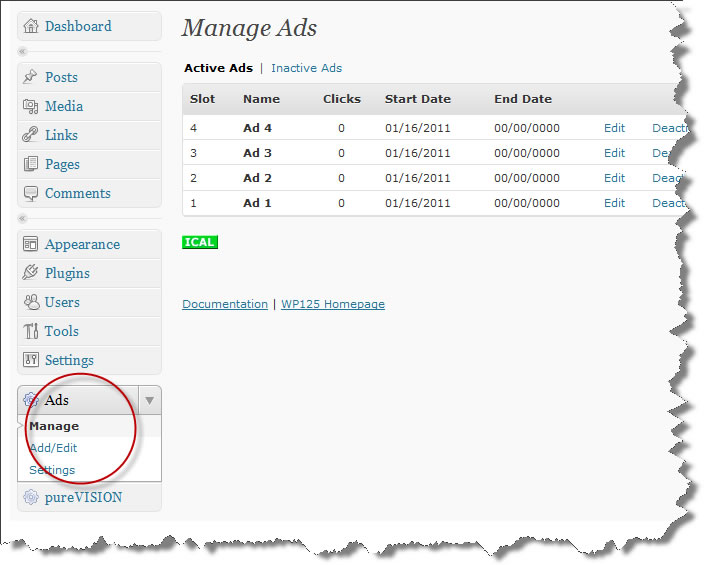 Dashboard
Posts
Media
Links
Pages
Comments
Appearance
Plugins
Users
Tools
Settings
Ads
Manage
Add/Edit
Settings
pureVISION
Manage Ads
Active Ads | Inactive Ads
Slot Name Clicks Start Date End Date
4 Ad 4 0 01/16/2011 00/00/0000 Edit Deacti
3 Ad 3 0 01/16/2011 00/00/0000 Edit Dea
2 Ad 2 0 01/16/2011 00/00/0000 Edit Deac
1 Ad 1 0 01/16/2011 00/00/0000 Edit Deact
ICAL
Documentation | WP125 Homepage